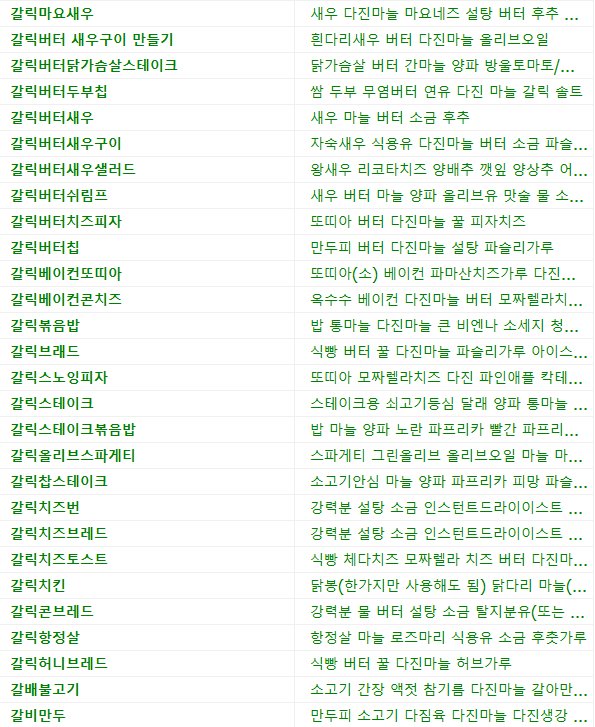 갈릭마요새우 새우 다진마늘 마요네즈 설탕 버터 후추 ...
갈릭버터 새우구이 만들기 흰다리새우 버터 다진마늘 올리브오일
갈릭버터닭가슴살스테이크 닭가슴살 버터 간마늘 양파 방울토마토/...
갈릭버터두부칩 쌈 두부 무염버터 연유 다진 마늘 갈릭 솔트
갈릭버터새우 새우 마늘 버터 소금 후추
갈릭버터새우구이 자숙새우 식용유 다진마늘 버터 소금 파슬...
갈릭버터새우샐러드 왕새우 리코타치즈 양배추 깻잎 양상추 어...
갈릭버터쉬림프 새우 버터 마늘 양파 올리브유 맛술 물 소...
갈릭버터치즈피자 또띠아 버터 다진마늘 꿀 피자치즈
갈릭버터칩 만두피 버터 다진마늘 설탕 파슬리가루
갈릭베이컨또띠아 또띠아(소) 베이컨 파마산치즈가루 다진...
갈릭베이컨콘치즈 옥수수 베이컨 다진마늘 버터 모짜렐라치...
갈릭볶음밥 밥 통마늘 다진마늘 큰 비엔나 소세지 청...
갈릭브래드 식빵 버터 꿀 다진마늘 파슬리가루 아이스...
갈릭스노잉피자 또띠아 모짜렐라치즈 다진 파인애플 칵테...
갈릭스테이크 스테이크용 쇠고기등심 달래 양파 통마늘 ...
갈릭스테이크볶음밥 밥 마늘 양파 노란 파프리카 빨간 파프리...
갈릭올리브스파게티 스파게티 그린올리브 올리브오일 마늘 마...
갈릭찹스테이크 소고기안심 마늘 양파 파프리카 피망 파슬...
갈릭치즈번 강력분 설탕 소금 인스턴트드라이이스트 ...
갈릭치즈브레드 강력분 설탕 소금 인스턴트드라이이스트 ...
갈릭치즈토스트 식빵 체다치즈 모짜렐라 치즈 버터 다진마...
갈릭치킨 닭봉(한가지만 사용해도 됨) 닭다리 마늘(...
갈릭콘브레드 강력분 물 버터 설탕 소금 탈지분유(또는 ...
갈릭항정살 항정살 마늘 로즈마리 식용유 소금 후춧가루
갈릭허니브레드 식빵 버터 꿀 다진마늘 허브가루
갈배불고기 소고기 간장 액젓 참기름 다진마늘 갈아만...
갈비만두 만두피 소고기 다짐육 다진마늘 다진생강 ...